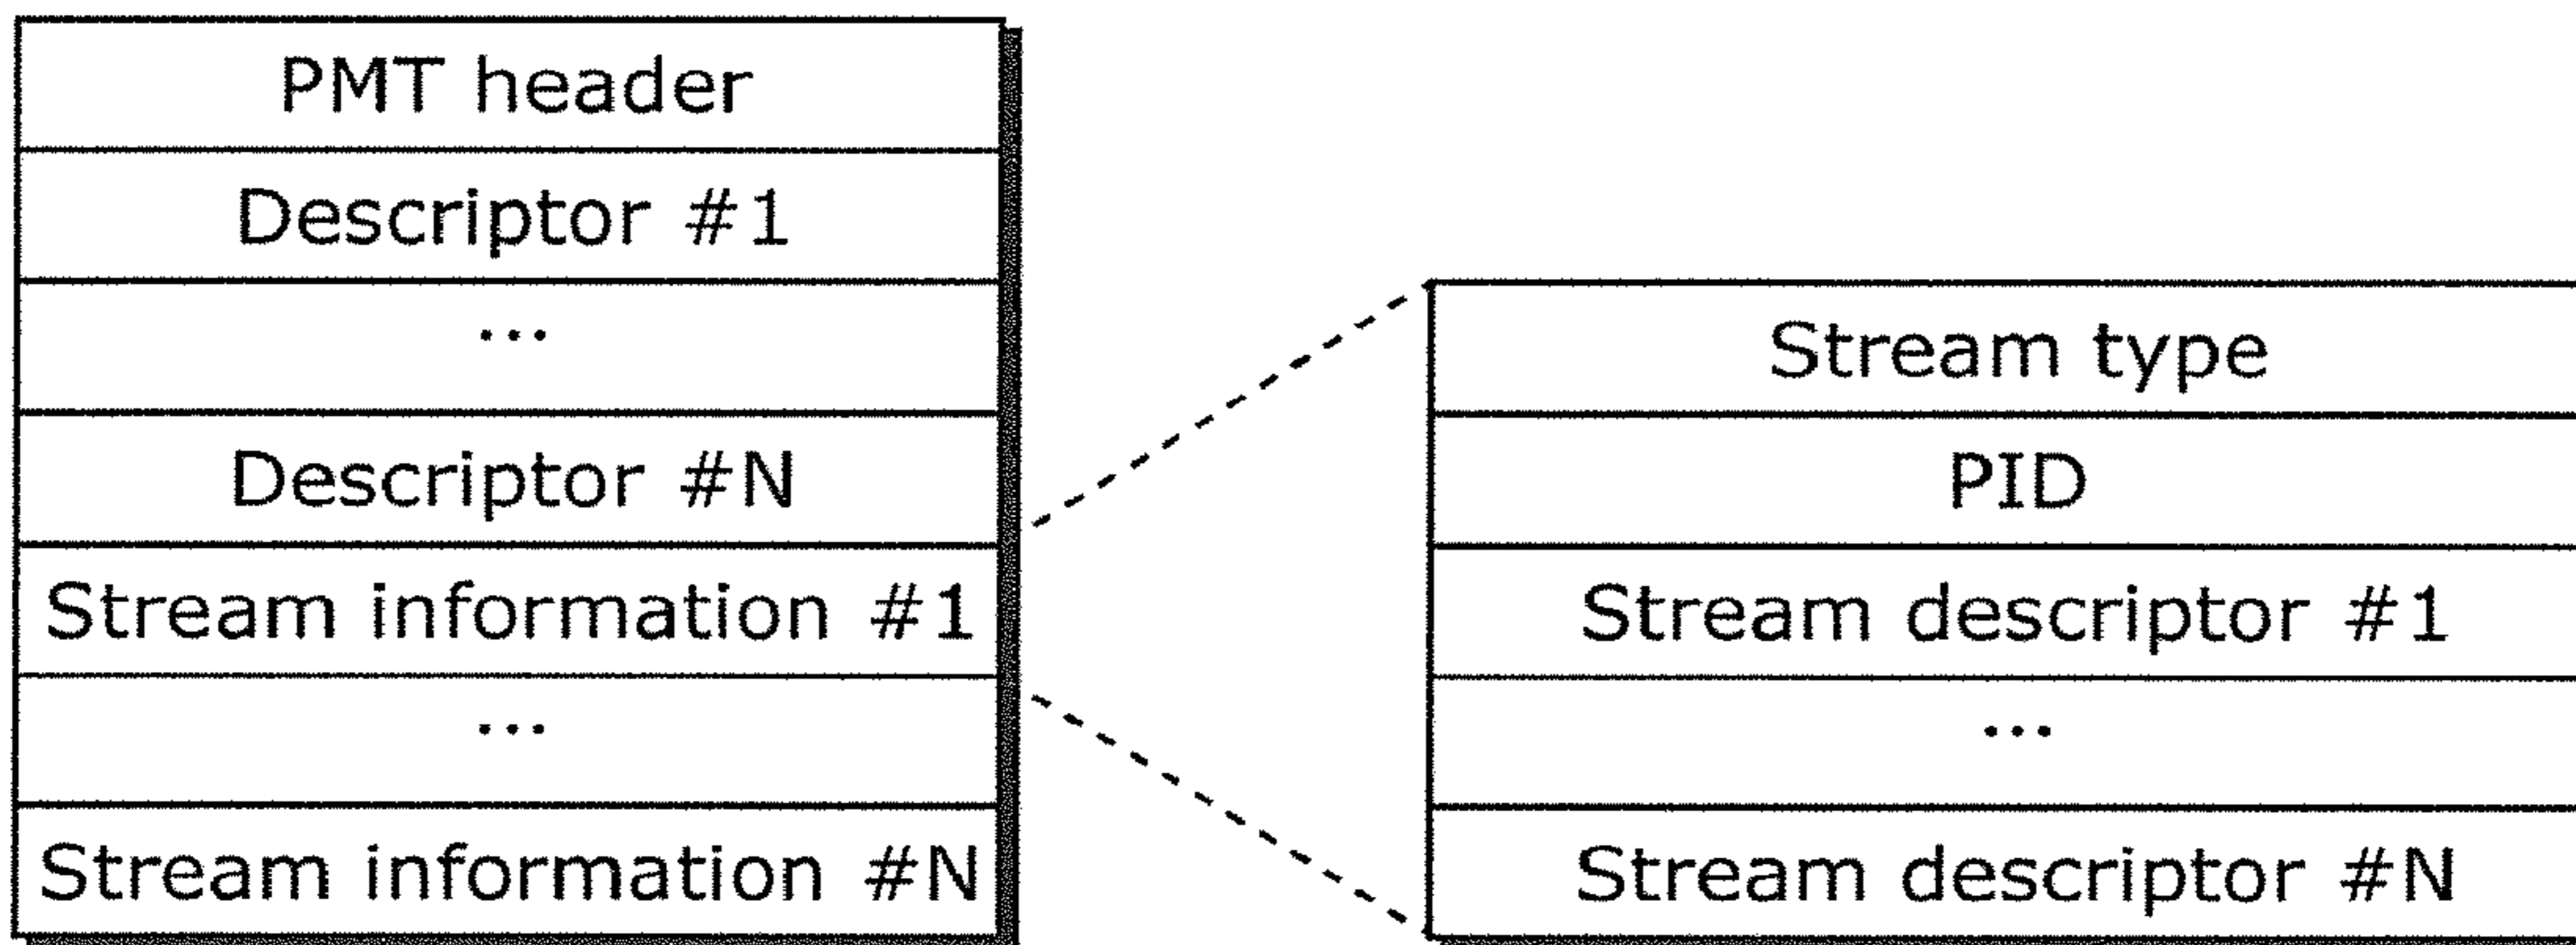 PMT header
Descriptor #1
...
Descriptor #N
Stream information #1
...
Stream information #N
Stream type
PID
Stream descriptor #1
...
Stream descriptor #N